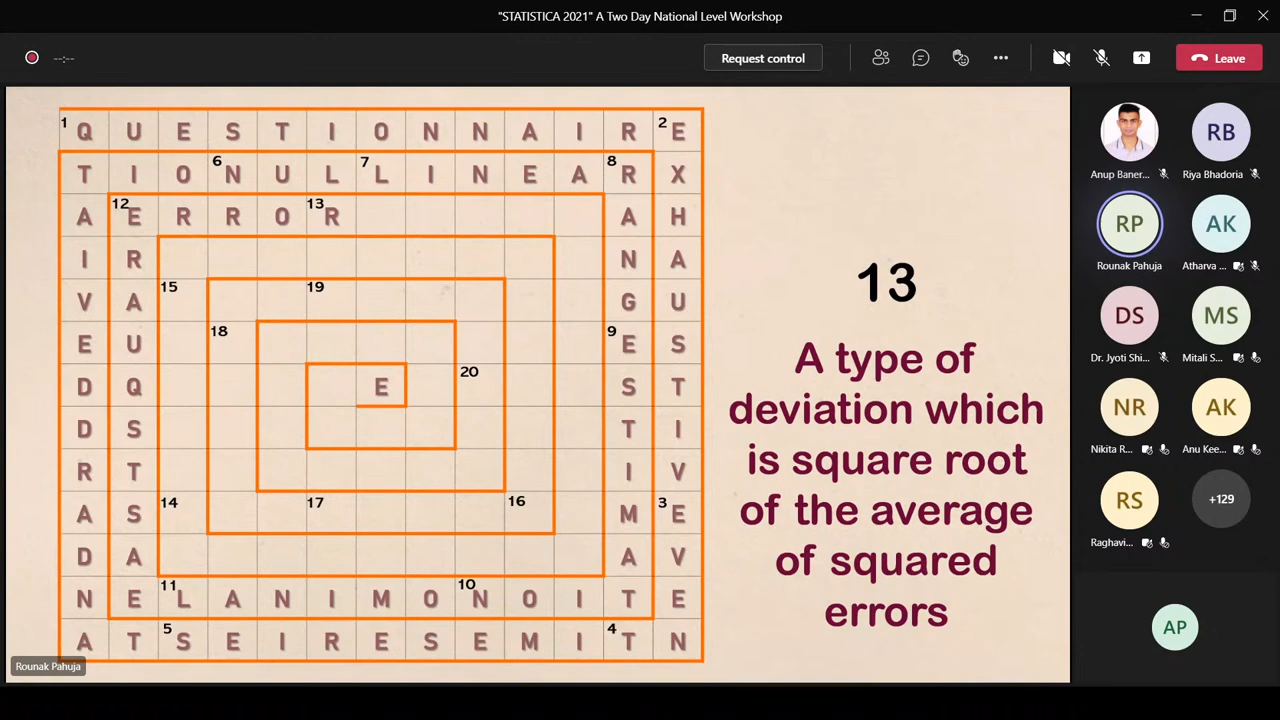 "STATISTICA 2021" A Two Day National Level Workshop
--:--
Request control
Leave
1 Q U E S T I O N N A I R 2 E
T I O 6 N U L 7 L I N E A 8 R X
A 12 E R R O 13 R A H
I R N A
V A 15 19 G U
E U 18 9 E S
D Q E 20 S T
D S T I
R T I V
A S 14 17 16 M 3 E
D A A V
N E 11 L A N I M O 10 N O I T E
A T 5 S E I R E S E M I 4 T N
13
A type of
deviation which
is square root
of the average
of squared
errors
Rounak Pahuja
Anup Baner...
RB
Riya Bhadoria
RP
Rounak Pahuja
AK
Atharva ...
DS
Dr. Jyoti Shi...
MS
Mitali S...
NR
Nikita R...
AK
Anu Kee...
RS
Raghavi...
+129
AP